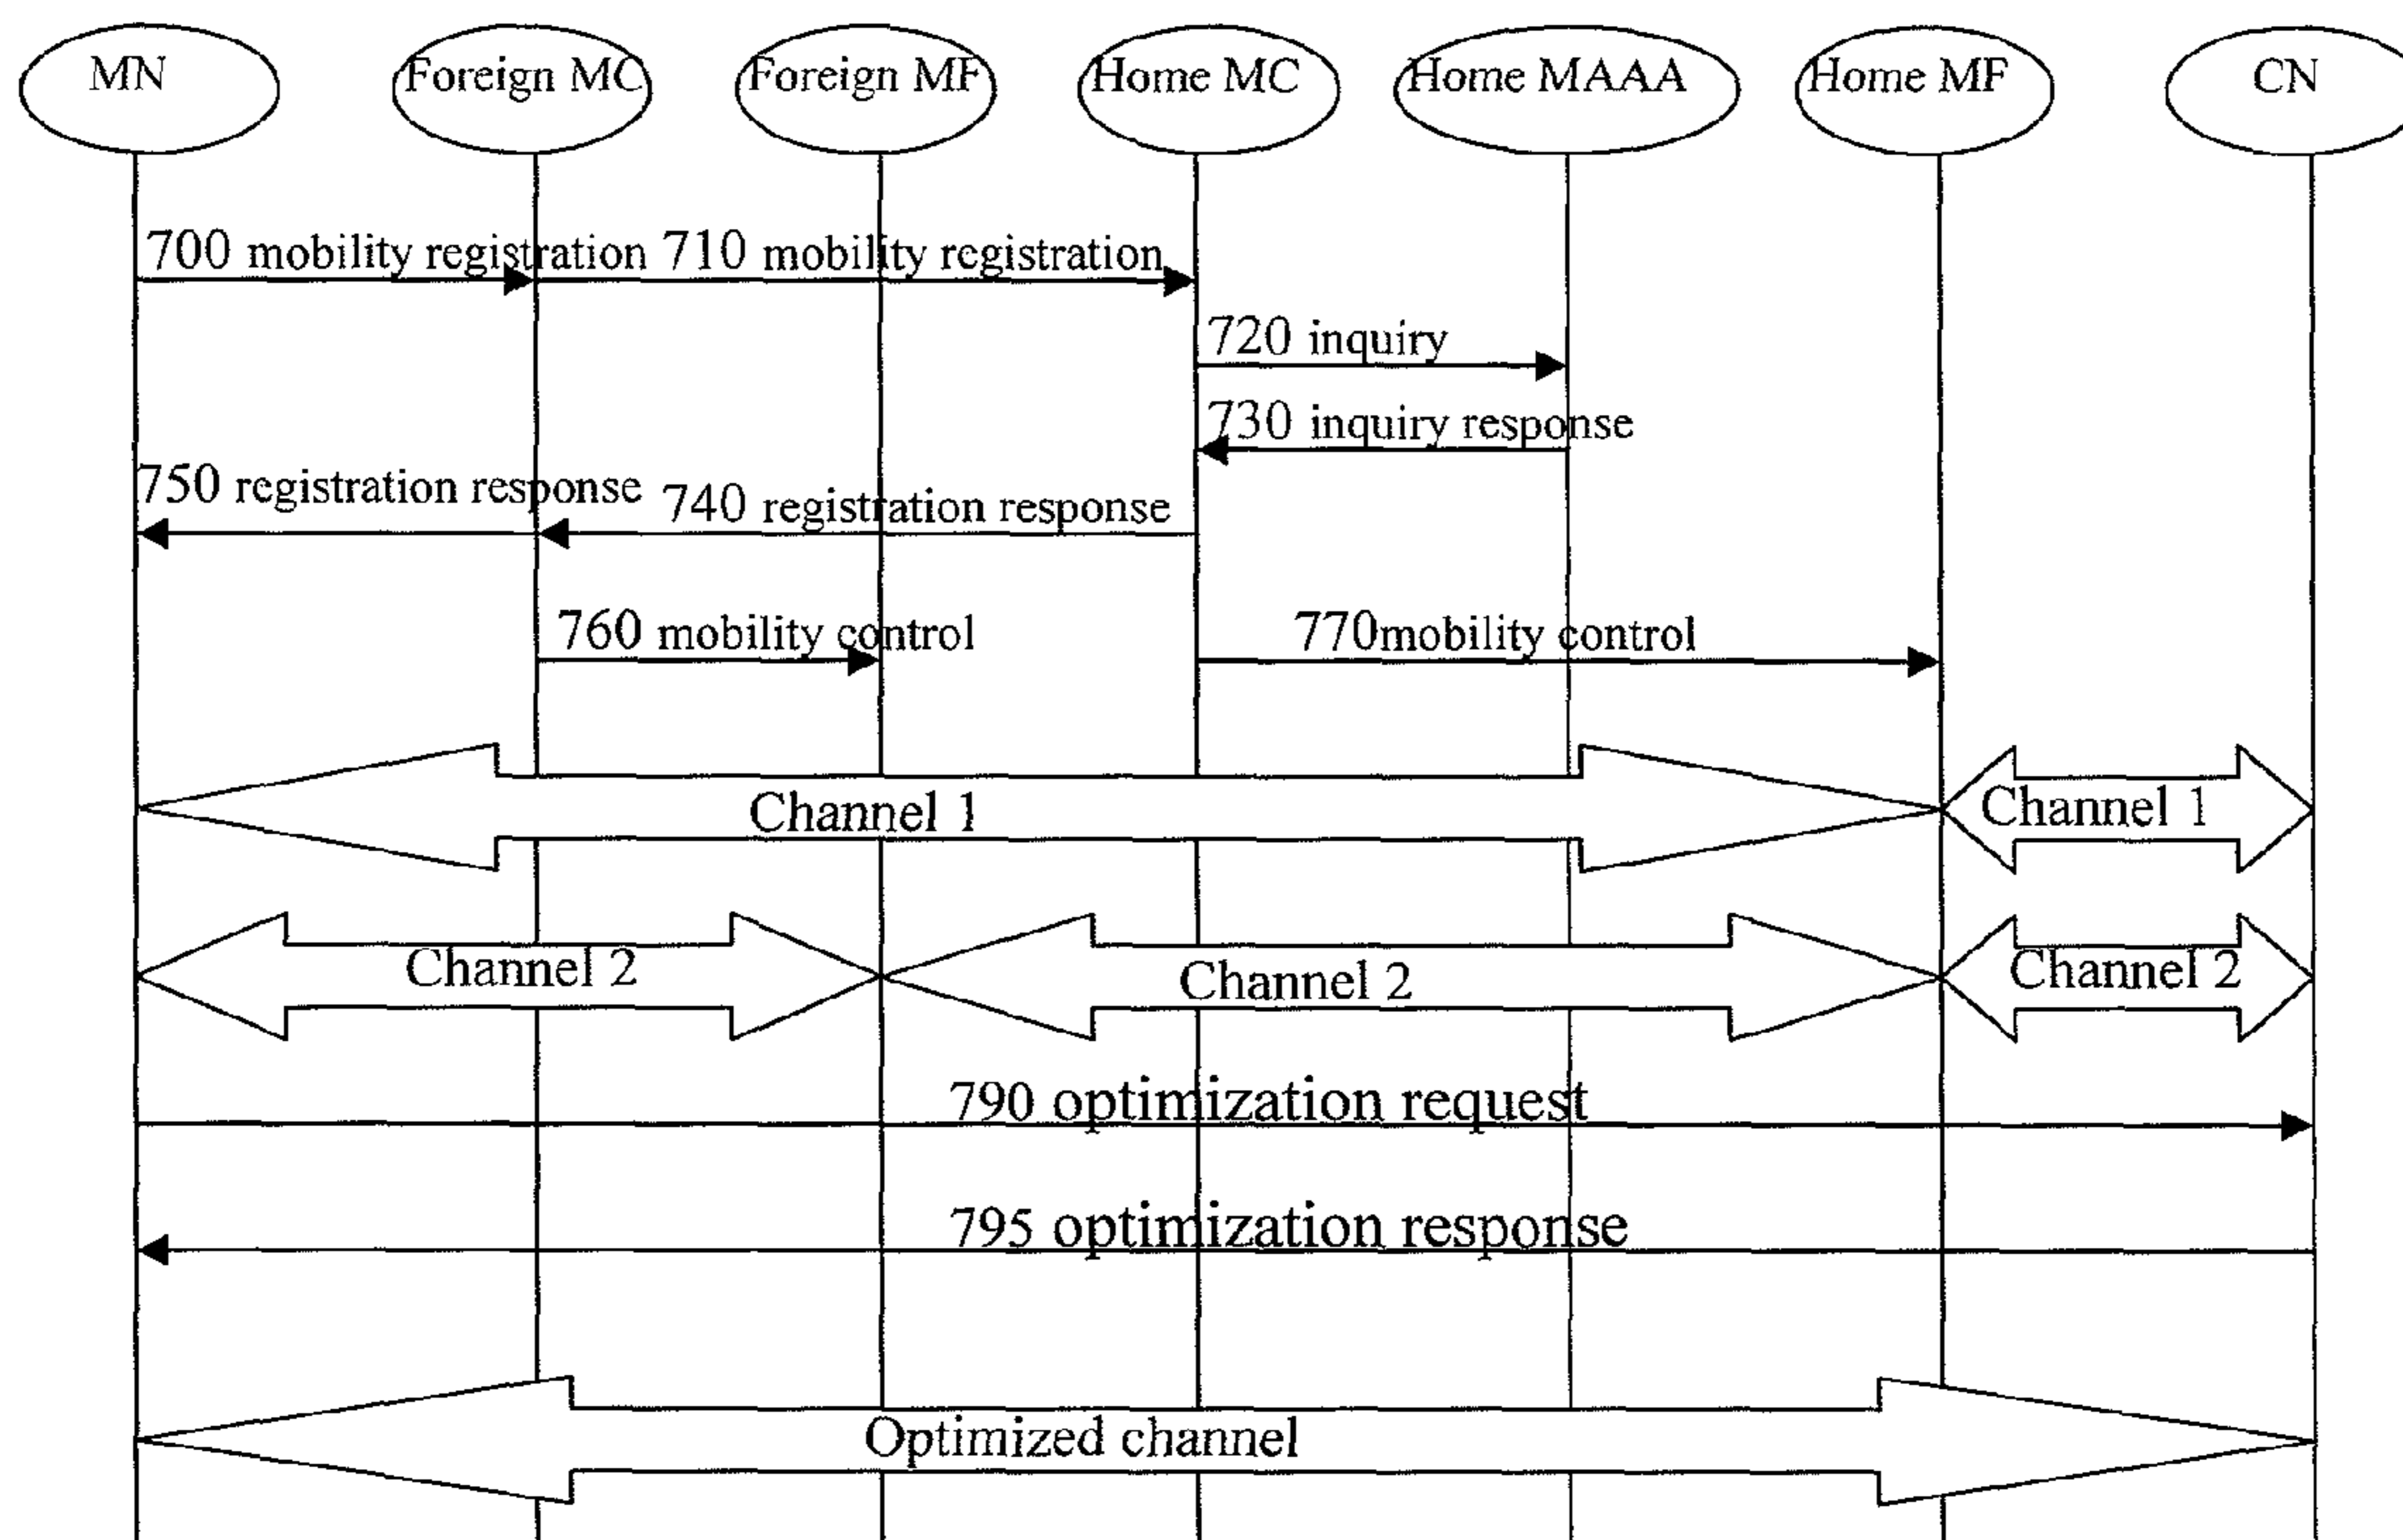 MN
Foreign MC
Foreign MF
Home MC
Home MAAA
Home MF
CN
700 mobility registration
710 mobility registration
720 inquiry
730 inquiry response
750 registration response
740 registration response
760 mobility control
770mobility control
Channel 1
Channel 1
Channel 2
Channel 2
Channel 2
790 optimization request
795 optimization response
Optimized channel